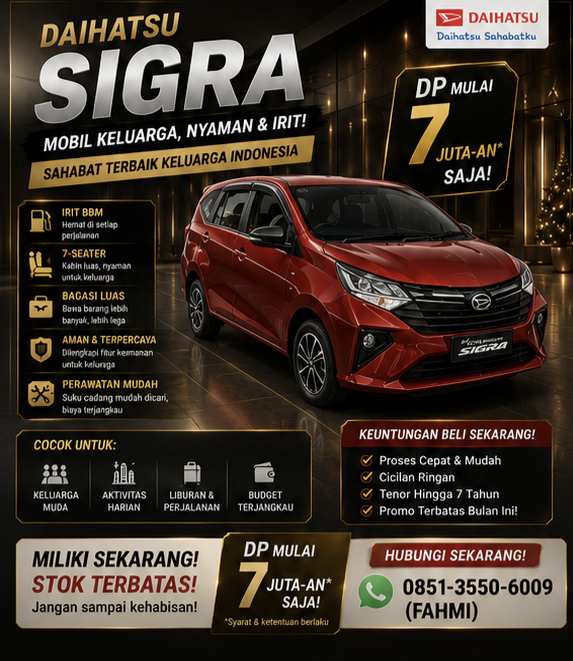 DAIHATSU
SIGRA
MOBIL KELUARGA, NYAMAN & IRIT!
SAHABAT TERBAIK KELUARGA INDONESIA
DAIHATSU
Daihatsu Sahabatku
DP MULAI
7
JUTA-AN*
SAJA!
IRIT BBM
Hemat di setiap
perjalanan
7-SEATER
Kabin luas, nyaman
untuk keluarga
BAGASI LUAS
Bawa barang lebih
banyak, lebih lega
AMAN & TERPERCAYA
Dilengkapi fitur
untuk keluarga
PERAWATAN MUDAH
Suku cadang mudah dicari,
biaya terjangkau
SIGRA
COCOK UNTUK:
KELUARGA
MUDA
AKTIVITAS
HARIAN
LIBURAN &
PERJALANAN
BUDGET
TERJANGKAU
KEUNTUNGAN BELI SEKARANG!
Proses Cepat & Mudah
Cicilan Ringan
Tenor Hingga 7 Tahun
Promo Terbatas Bulan Ini!
MILIKI SEKARANG!
STOK TERBATAS!
Jangan sampai kehabisan!
DP MULAI
7
JUTA-AN*
SAJA!
*Syarat & ketentuan berlaku
HUBUNGI SEKARANG!
0851-3550-6009
(FAHMI)